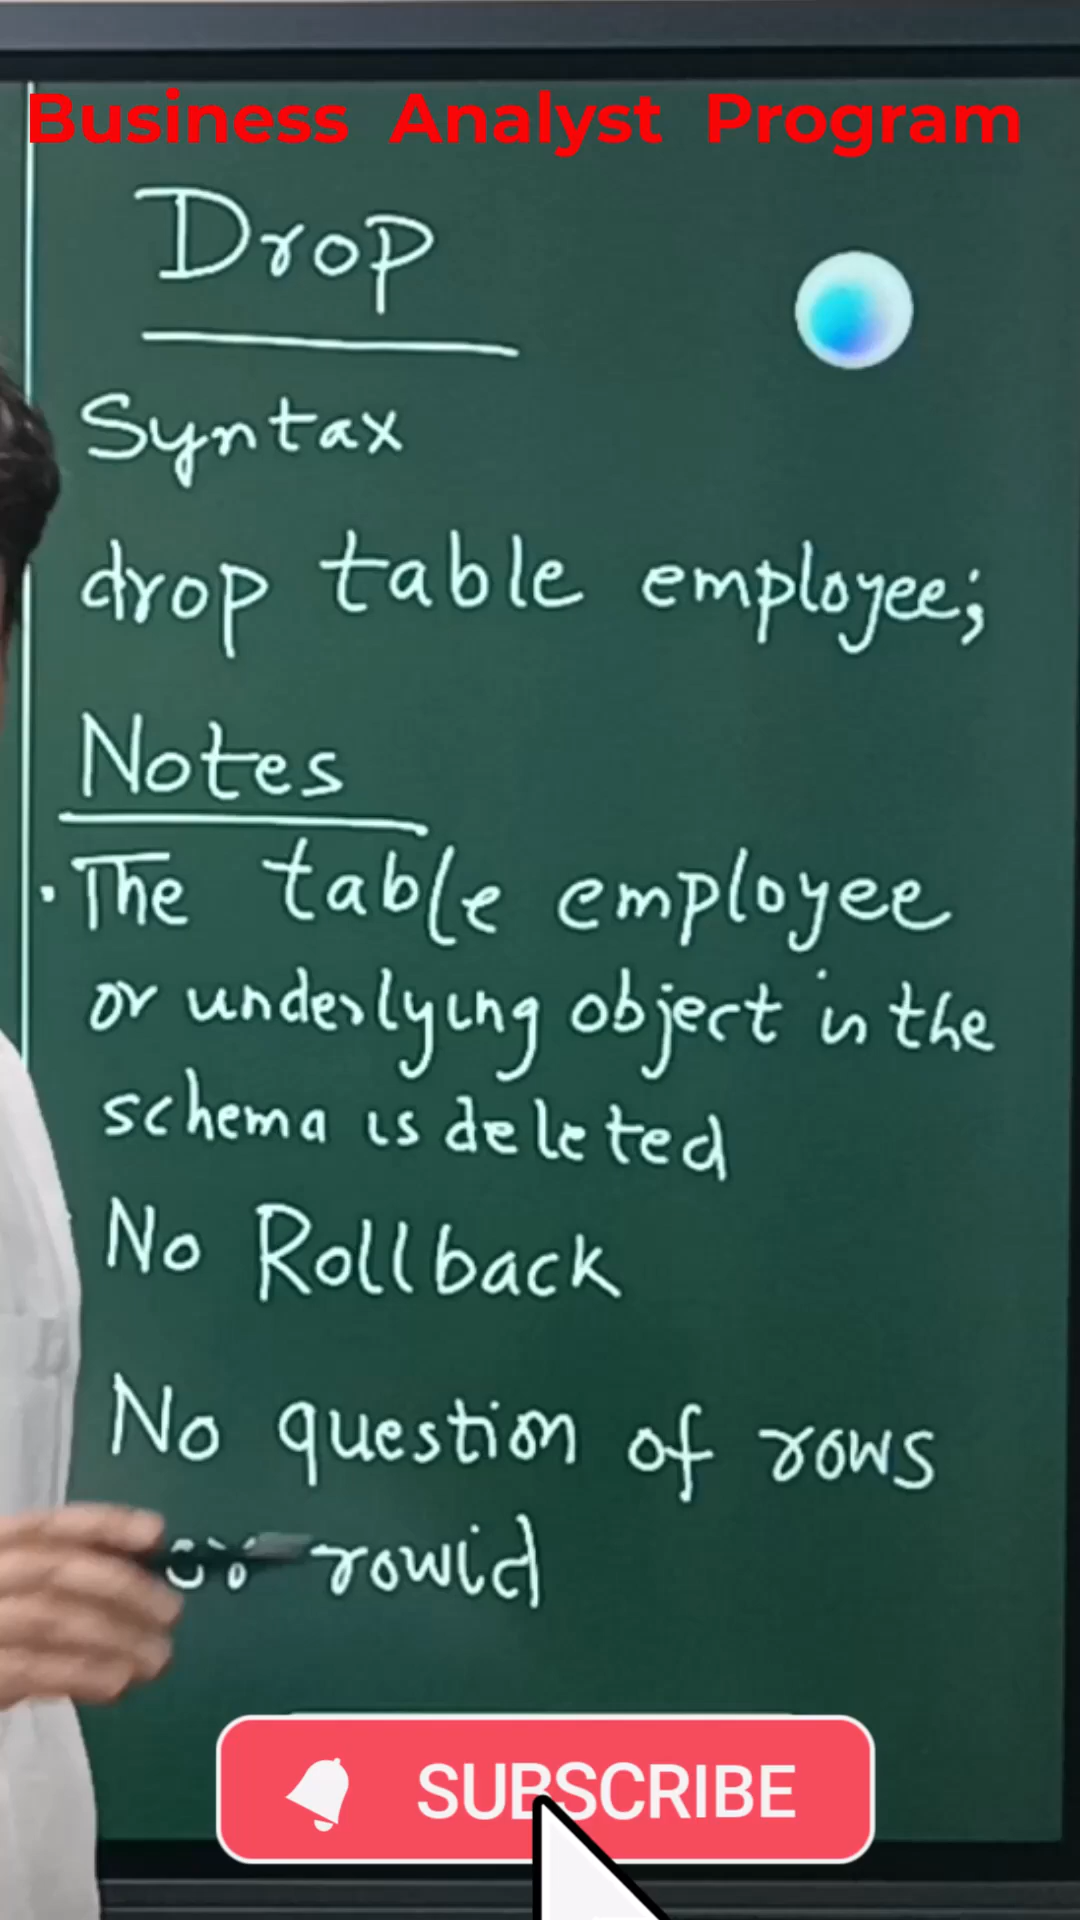 Business Analyst Program
Drop
Syntax
drop table employee;
Notes
. The table employee
or underlying object in the
schema is deleted
No Rollback
No question of rows
or rowid
SUBSCRIBE